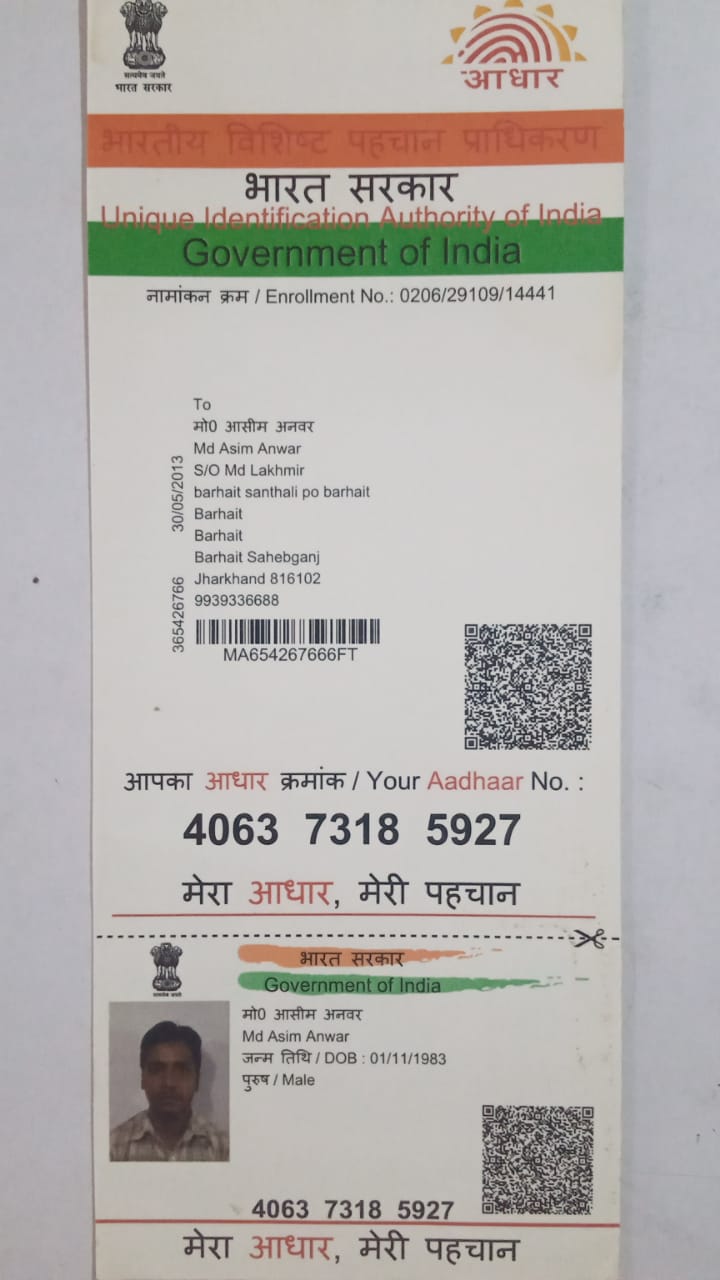 सत्यमेव जयते
भारत सरकार
आधार
भारतीय विशिष्ट पहचान प्राधिकरण
भारत सरकार
Unique Identification Authority of India
Government of India
नामांकन क्रम / Enrollment No.: 0206/29109/14441
To
मो0 आसीम अनवर
Md Asim Anwar
S/O Md Lakhmir
barhait santhali po barhait
Barhait
Barhait
Barhait Sahebganj
Jharkhand 816102
9939336688
30/05/2013
365426766
MA654267666FT
आपका आधार क्रमांक / Your Aadhaar No. :
4063 7318 5927
मेरा आधार, मेरी पहचान
सत्यमेव जयते
भारत सरकार
Government of India
मो0 आसीम अनवर
Md Asim Anwar
जन्म तिथि / DOB : 01/11/1983
पुरुष / Male
4063 7318 5927
मेरा आधार, मेरी पहचान